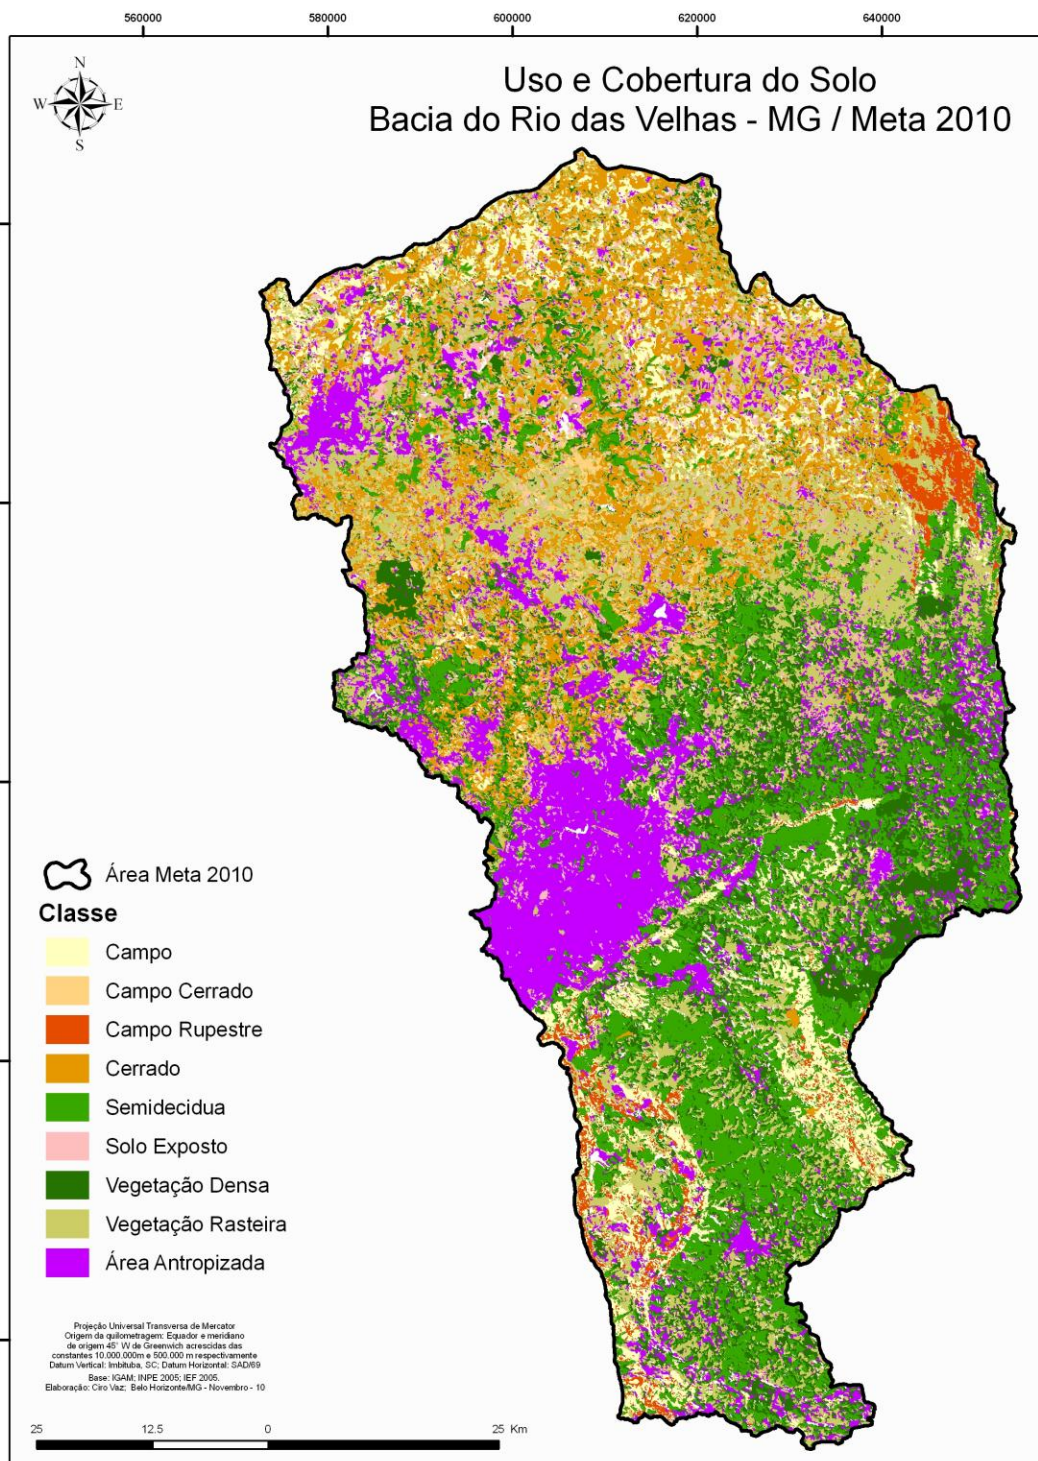 560000 580000 600000 620000 640000
N
W E
S
Uso e Cobertura do Solo
Bacia do Rio das Velhas - MG / Meta 2010
Área Meta 2010
Classe
Campo
Campo Cerrado
Campo Rupestre
Cerrado
Semidecidua
Solo Exposto
Vegetação Densa
Vegetação Rasteira
Área Antropizada
Projeção Universal Transversa de Mercator
Origem da quilometragem: Equador e meridiano
de origem 45° W de Greenwich acrescidas das
constantes 10.000.000m e 500.000 m respectivamente
Datum Vertical: Imbituba, SC; Datum Horizontal: SAD/69
Base: IGAM; INPE 2005; IEF 2005.
Elaboração: Ciro Vaz; Belo Horizonte/MG - Novembro - 10
25 12.5 0 25 Km